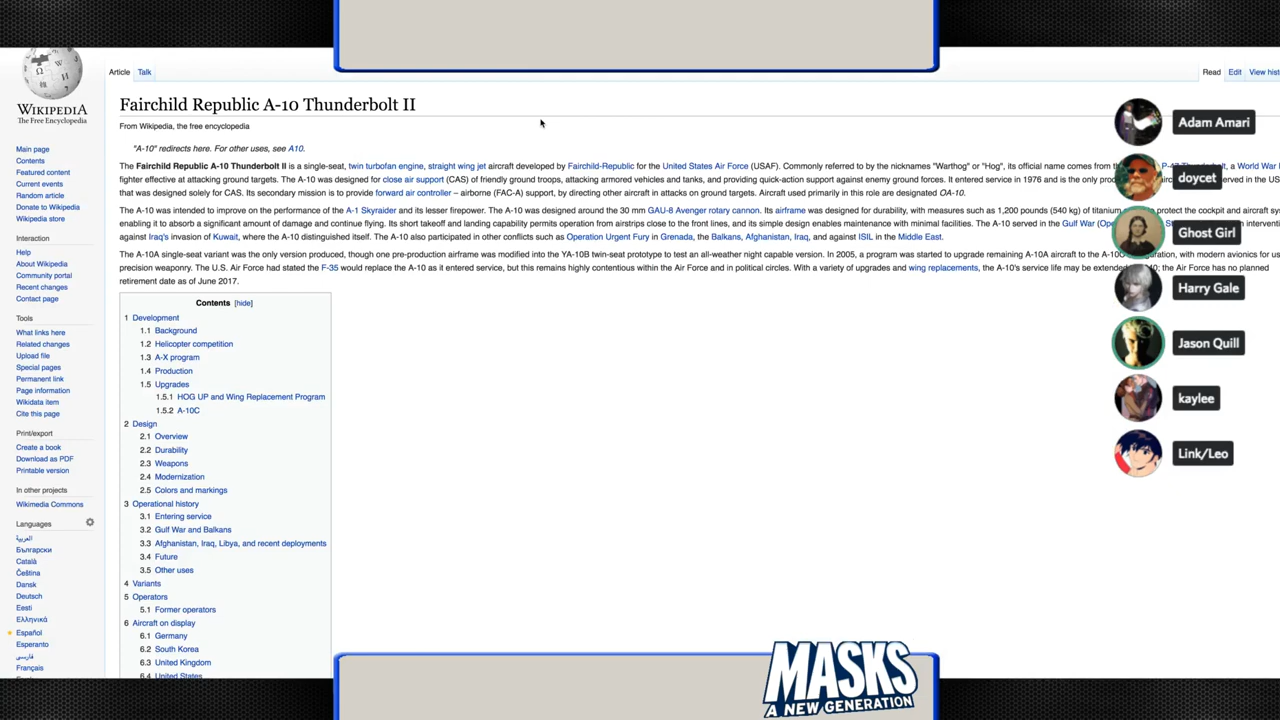 Article Talk
Read Edit View hist
WIKIPEDIA
The Free Encyclopedia
Main page
Contents
Featured content
Current events
Random article
Donate to Wikipedia
Wikipedia store
Interaction
Help
About Wikipedia
Community portal
Recent changes
Contact page
Tools
What links here
Related changes
Upload file
Special pages
Permanent link
Page information
Wikidata item
Cite this page
Print/export
Create a book
Download as PDF
Printable version
In other projects
Wikimedia Commons
Languages
العربية
Български
Català
Čeština
Dansk
Deutsch
Eesti
Ελληνικά
Español
Esperanto
فارسی
Français
Fairchild Republic A-10 Thunderbolt II
From Wikipedia, the free encyclopedia
"A-10" redirects here. For other uses, see A10.
The Fairchild Republic A-10 Thunderbolt II is a single-seat, twin turbofan engine, straight wing jet aircraft developed by Fairchild-Republic for the United States Air Force (USAF). Commonly referred to by the nicknames "Warthog" or "Hog", its official name comes from the a World War
fighter effective at attacking ground targets. The A-10 was designed for close air support (CAS) of friendly ground troops, attacking armored vehicles and tanks, and providing quick-action support against enemy ground forces. It entered service in 1976 and is the only served in the US
that was designed solely for CAS. Its secondary mission is to provide forward air controller – airborne (FAC-A) support, by directing other aircraft in attacks on ground targets. Aircraft used primarily in this role are designated OA-10.
The A-10 was intended to improve on the performance of the A-1 Skyraider and its lesser firepower. The A-10 was designed around the 30 mm GAU-8 Avenger rotary cannon. Its airframe was designed for durability, with measures such as 1,200 pounds (540 kg) of titanium protect the cockpit and aircraft
enabling it to absorb a significant amount of damage and continue flying. Its short takeoff and landing capability permits operation from airstrips close to the front lines, and its simple design enables maintenance with minimal facilities. The A-10 served in the Gulf War
against Iraq's invasion of Kuwait, where the A-10 distinguished itself. The A-10 also participated in other conflicts such as Operation Urgent Fury in Grenada, the Balkans, Afghanistan, Iraq, and against ISIL in the Middle East.
The A-10A single-seat variant was the only version produced, though one pre-production airframe was modified into the YA-10B twin-seat prototype to test an all-weather night capable version. In 2005, a program was started to upgrade remaining A-10A aircraft to the with modern avionics for us
precision weaponry. The U.S. Air Force had stated the F-35 would replace the A-10 as it entered service, but this remains highly contentious within the Air Force and in political circles. With a variety of upgrades and wing replacements, the A-10's service life may be extended the Air Force has no planned
retirement date as of June 2017.
Contents [hide]
1 Development
1.1 Background
1.2 Helicopter competition
1.3 A-X program
1.4 Production
1.5 Upgrades
1.5.1 HOG UP and Wing Replacement Program
1.5.2 A-10C
2 Design
2.1 Overview
2.2 Durability
2.3 Weapons
2.4 Modernization
2.5 Colors and markings
3 Operational history
3.1 Entering service
3.2 Gulf War and Balkans
3.3 Afghanistan, Iraq, Libya, and recent deployments
3.4 Future
3.5 Other uses
4 Variants
5 Operators
5.1 Former operators
6 Aircraft on display
6.1 Germany
6.2 South Korea
6.3 United Kingdom
6.4 United States
Adam Amari
doycet
Ghost Girl
Harry Gale
Jason Quill
kaylee
Link/Leo
MASKS
A NEW GENERATION